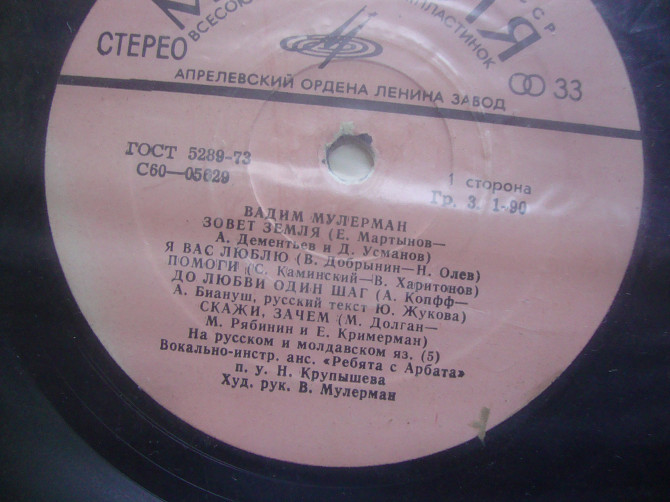 СССР
СТЕРЕО
33
АПРЕЛЕВСКИЙ ОРДЕНА ЛЕНИНА ЗАВОД
ГОСТ 5289-73
С60—05629
1 сторона
Гр. 3. 1-90
ВАДИМ МУЛЕРМАН
ЗОВЕТ ЗЕМЛЯ (Е. Мартынов—
А. Дементьев и Д. Усманов)
Я ВАС ЛЮБЛЮ (В. Добрынин—Н. Олев)
ПОМОГИ (С. Каминский—В. Харитонов)
ДО ЛЮБВИ ОДИН ШАГ (А. Копфф—
А. Биануш, русский текст Ю. Жукова)
СКАЖИ, ЗАЧЕМ (М. Долган—
М. Рябинин и Е. Кримерман)
На русском и молдавском яз. (5)
Вокально-инстр. анс. «Ребята с Арбата»
п. у. Н. Крупышева
Худ. рук. В. Мулерман